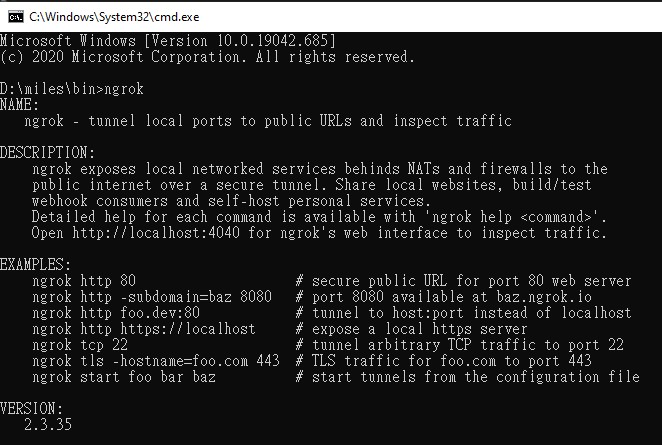 C:\Windows\System32\cmd.exe
Microsoft Windows [Version 10.0.19042.685]
(c) 2020 Microsoft Corporation. All rights reserved.
D:\miles\bin>ngrok
NAME:
ngrok - tunnel local ports to public URLs and inspect traffic
DESCRIPTION:
ngrok exposes local networked services behinds NATs and firewalls to the
public internet over a secure tunnel. Share local websites, build/test
webhook consumers and self-host personal services.
Detailed help for each command is available with 'ngrok help <command>'.
Open http://localhost:4040 for ngrok's web interface to inspect traffic.
EXAMPLES:
ngrok http 80 # secure public URL for port 80 web server
ngrok http -subdomain=baz 8080 # port 8080 available at baz.ngrok.io
ngrok http foo.dev:80 # tunnel to host:port instead of localhost
ngrok http https://localhost # expose a local https server
ngrok tcp 22 # tunnel arbitrary TCP traffic to port 22
ngrok tls -hostname=foo.com 443 # TLS traffic for foo.com to port 443
ngrok start foo bar baz # start tunnels from the configuration file
VERSION:
2.3.35